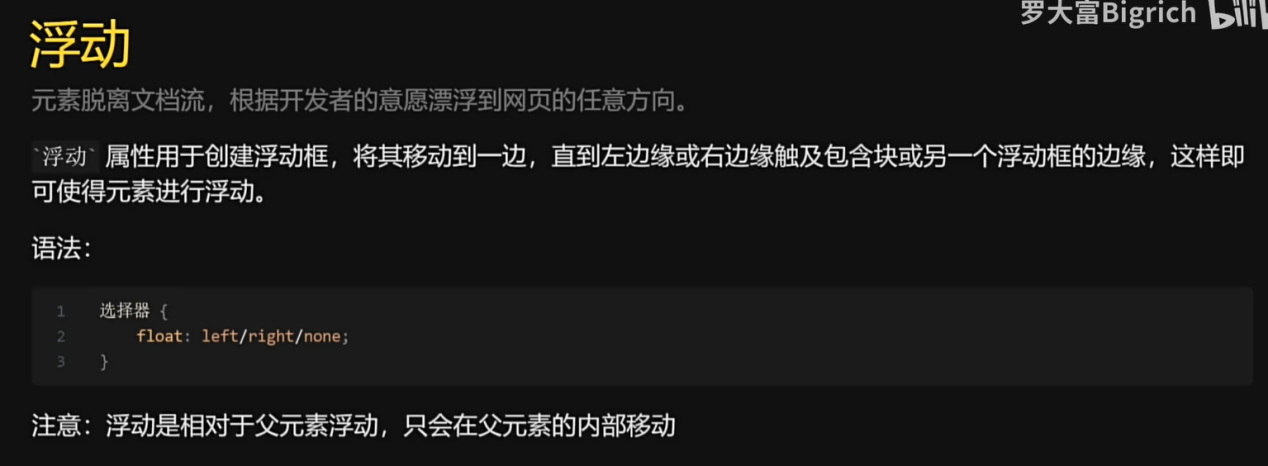 罗大富Bigrich bili
浮动
元素脱离文档流，根据开发者的意愿漂浮到网页的任意方向。
`浮动` 属性用于创建浮动框，将其移动到一边，直到左边缘或右边缘触及包含块或另一个浮动框的边缘，这样即
可使得元素进行浮动。
语法：
1 选择器 {
2 float: left/right/none;
3 }
注意：浮动是相对于父元素浮动，只会在父元素的内部移动